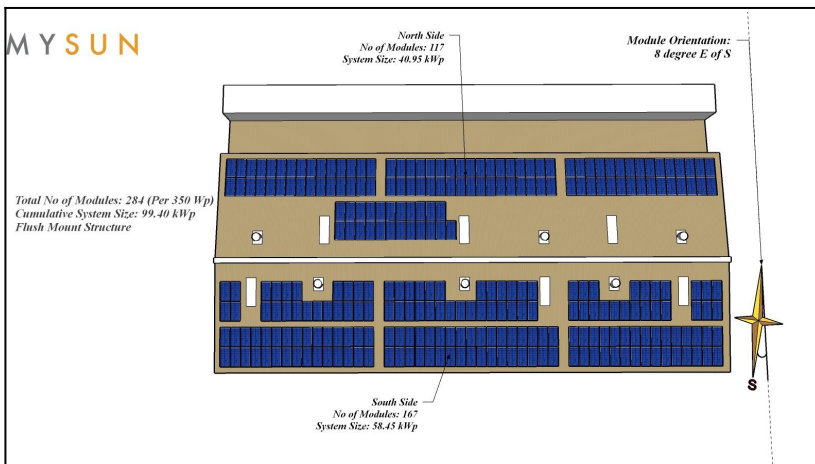 MYSUN
North Side
No of Modules: 117
System Size: 40.95 kWp
Module Orientation:
8 degree E of S
Total No of Modules: 284 (Per 350 Wp)
Cumulative System Size: 99.40 kWp
Flush Mount Structure
S
South Side
No of Modules: 167
System Size: 58.45 kWp